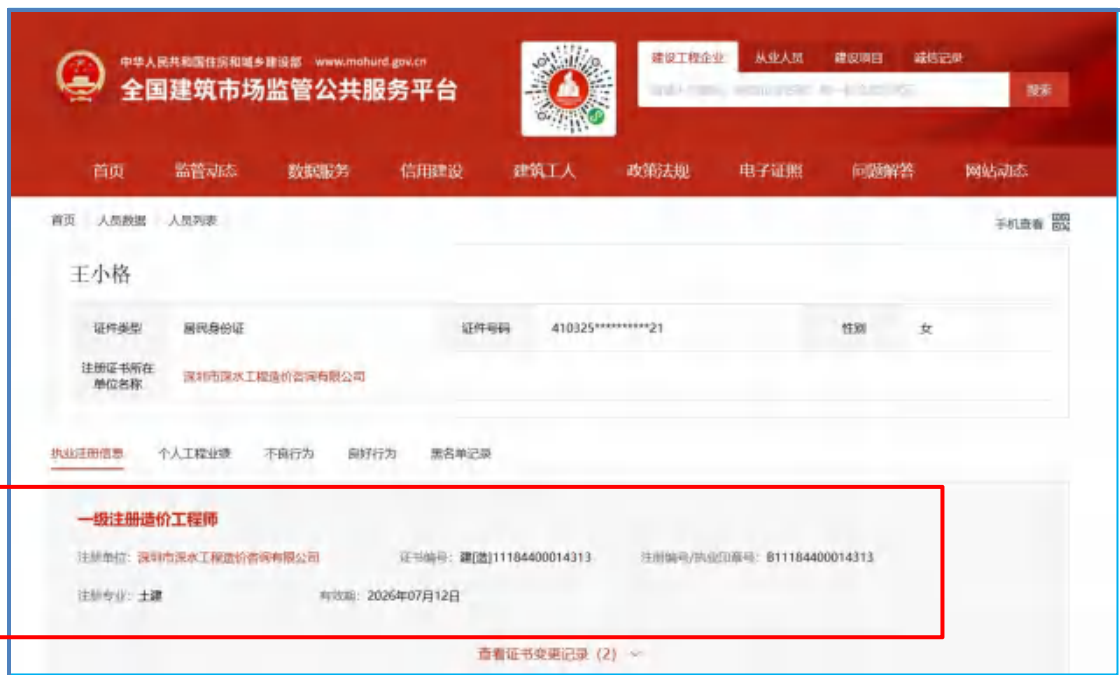 中华人民共和国住房和城乡建设部 www.mohurd.gov.cn
全国建筑市场监管公共服务平台
建设工程企业 从业人员 建设项目 诚信记录
搜索
首页 监管动态 数据服务 信用建设 建筑工人 政策法规 电子证照 问题解答 网站动态
首页 人员数据 人员列表 手机查看
王小格
证件类型 居民身份证 证件号码 410325**********21 性别 女
注册证书所在
单位名称 深圳市深水工程造价咨询有限公司
执业注册信息 个人工程业绩 不良行为 良好行为 黑名单记录
一级注册造价工程师
注册单位: 深圳市深水工程造价咨询有限公司 证书编号: 建[造]11184400014313 注册编号/执业印章号: B11184400014313
注册专业: 土建 有效期: 2026年07月12日
查看证书变更记录 (2)